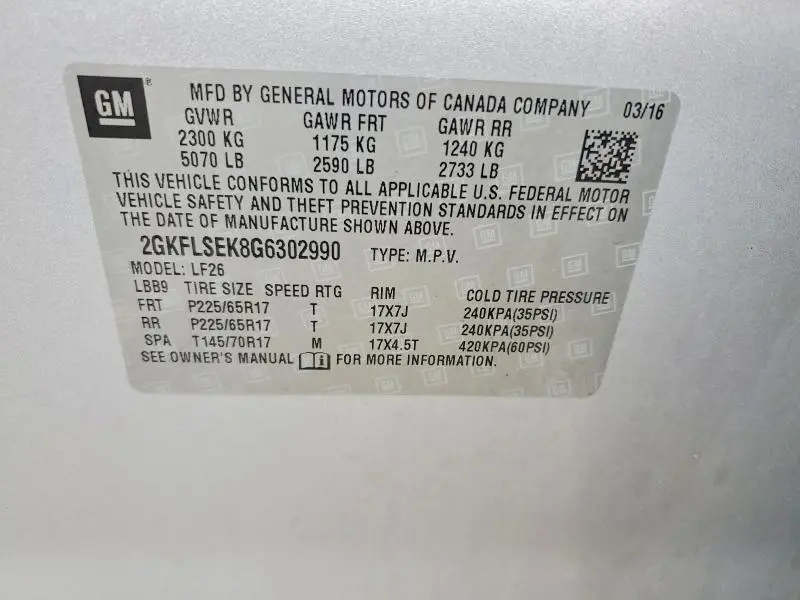 GM ®
MFD BY GENERAL MOTORS OF CANADA COMPANY 03/16
GVWR GAWR FRT GAWR RR
2300 KG 1175 KG 1240 KG
5070 LB 2590 LB 2733 LB
THIS VEHICLE CONFORMS TO ALL APPLICABLE U.S. FEDERAL MOTOR
VEHICLE SAFETY AND THEFT PREVENTION STANDARDS IN EFFECT ON
THE DATE OF MANUFACTURE SHOWN ABOVE.
2GKFLSEK8G6302990 TYPE: M.P.V.
MODEL: LF26
LBB9 TIRE SIZE SPEED RTG RIM COLD TIRE PRESSURE
FRT P225/65R17 T 17X7J 240KPA(35PSI)
RR P225/65R17 T 17X7J 240KPA(35PSI)
SPA T145/70R17 M 17X4.5T 420KPA(60PSI)
SEE OWNER'S MANUAL FOR MORE INFORMATION.